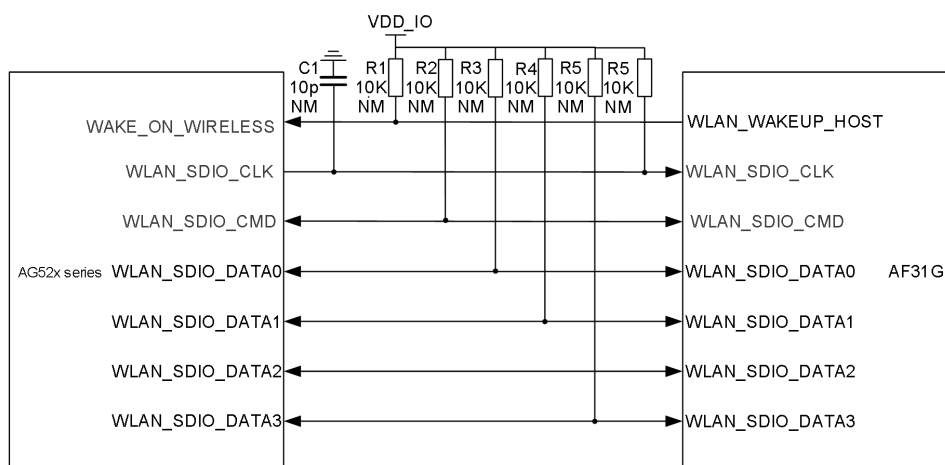 VDD_IO
C1 R1 R2 R3 R4 R5 R5
10p 10K 10K 10K 10K 10K 10K
NM NM NM NM NM NM NM
WAKE_ON_WIRELESS WLAN_WAKEUP_HOST
WLAN_SDIO_CLK WLAN_SDIO_CLK
WLAN_SDIO_CMD WLAN_SDIO_CMD
AG52x series WLAN_SDIO_DATA0 WLAN_SDIO_DATA0 AF31G
WLAN_SDIO_DATA1 WLAN_SDIO_DATA1
WLAN_SDIO_DATA2 WLAN_SDIO_DATA2
WLAN_SDIO_DATA3 WLAN_SDIO_DATA3